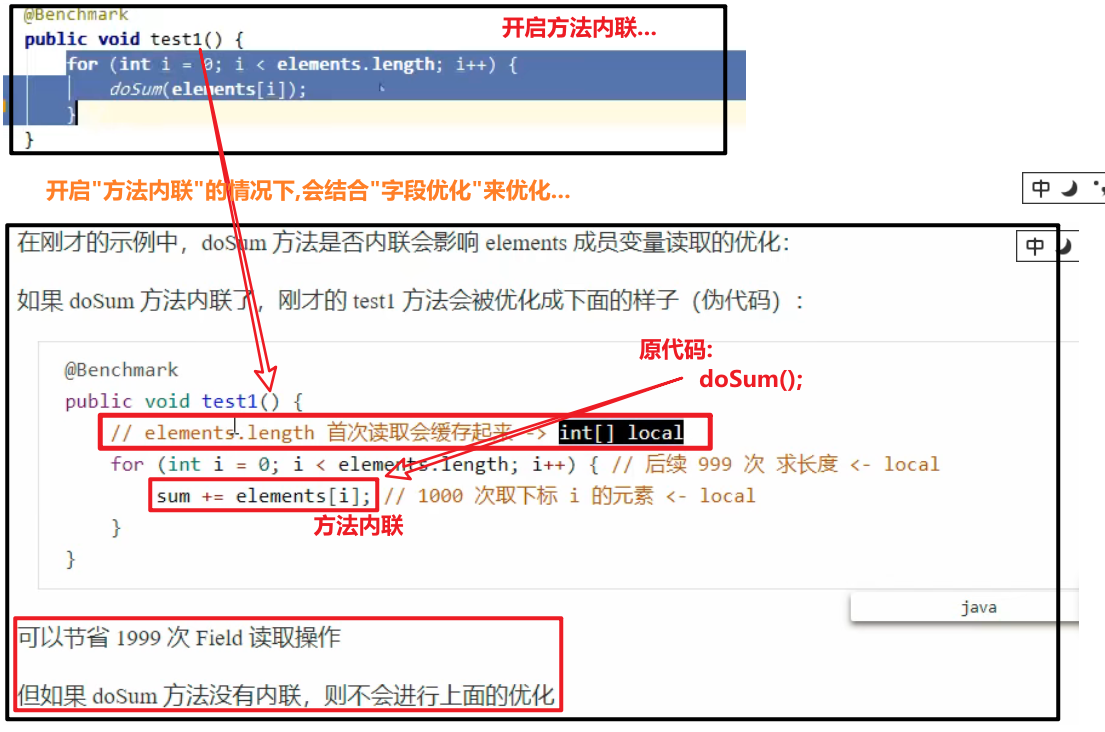 @Benchmark
开启方法内联...
public void test1() {
for (int i = 0; i < elements.length; i++) {
doSum(elements[i]);
}
}
开启"方法内联"的情况下,会结合"字段优化"来优化...
中
在刚才的示例中，doSum 方法是否内联会影响 elements 成员变量读取的优化：
中
如果 doSum 方法内联了，刚才的 test1 方法会被优化成下面的样子（伪代码）：
原代码:
@Benchmark
doSum();
public void test1() {
// elements.length 首次读取会缓存起来 -> int[] local
for (int i = 0; i < elements.length; i++) { // 后续 999 次 求长度 <- local
sum += elements[i]; // 1000 次取下标 i 的元素 <- local
方法内联
}
}
java
可以节省 1999 次 Field 读取操作
但如果 doSum 方法没有内联，则不会进行上面的优化